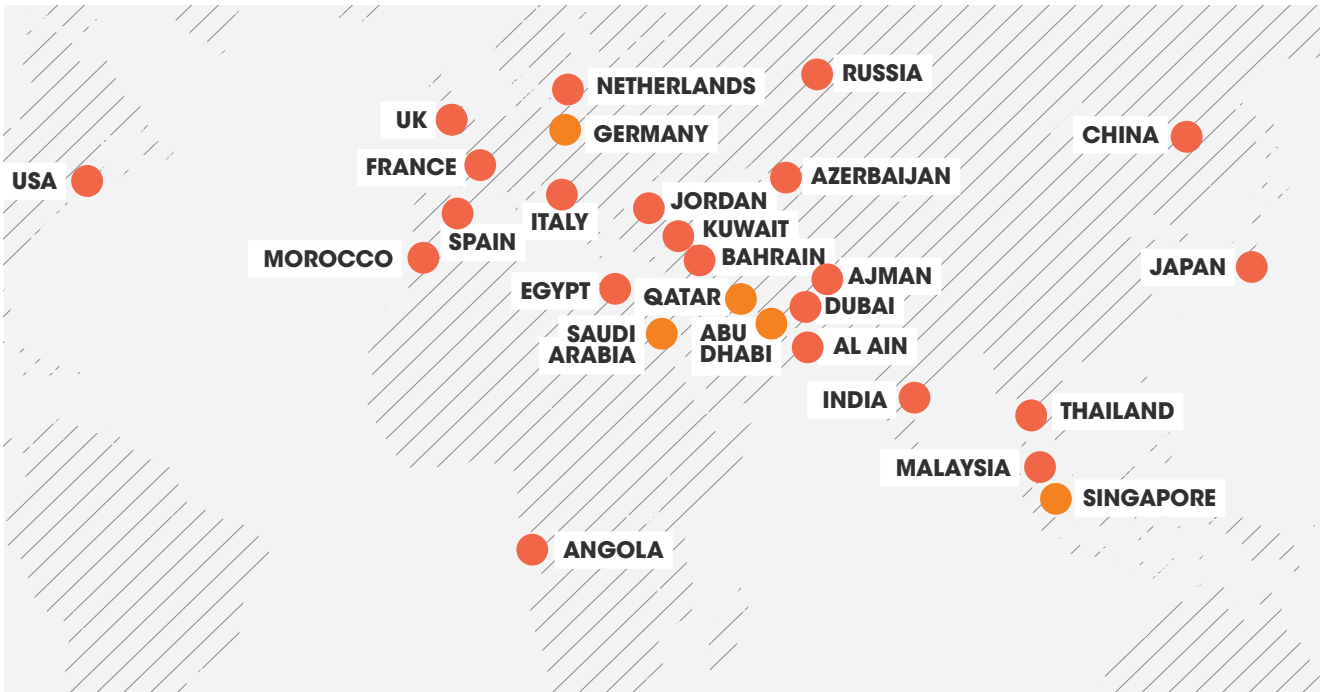 RUSSIA
NETHERLANDS
UK
GERMANY
CHINA
FRANCE
USA
AZERBAIJAN
JORDAN
ITALY
KUWAIT
SPAIN
MOROCCO
BAHRAIN
JAPAN
AJMAN
EGYPT
QATAR
DUBAI
SAUDI
ARABIA
ABU
DHABI
AL AIN
INDIA
THAILAND
MALAYSIA
SINGAPORE
ANGOLA